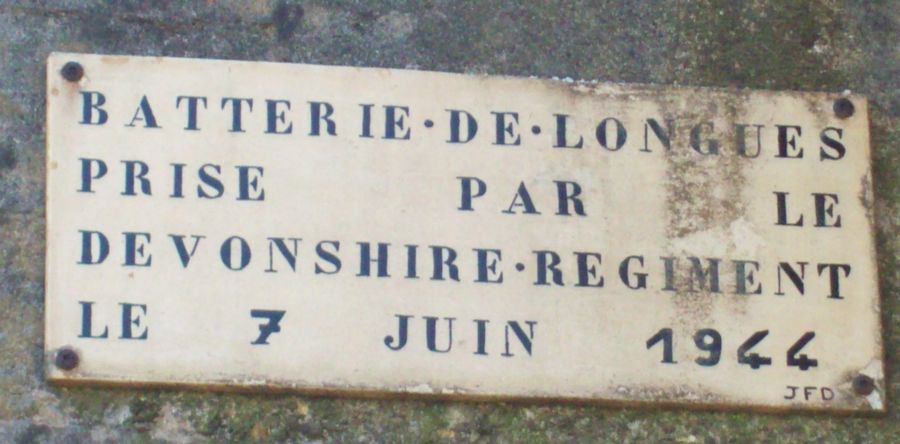 BATTERIE·DE·LONGUES
PRISE PAR LE
DEVONSHIRE·REGIMENT
LE 7 JUIN 1944
JFD